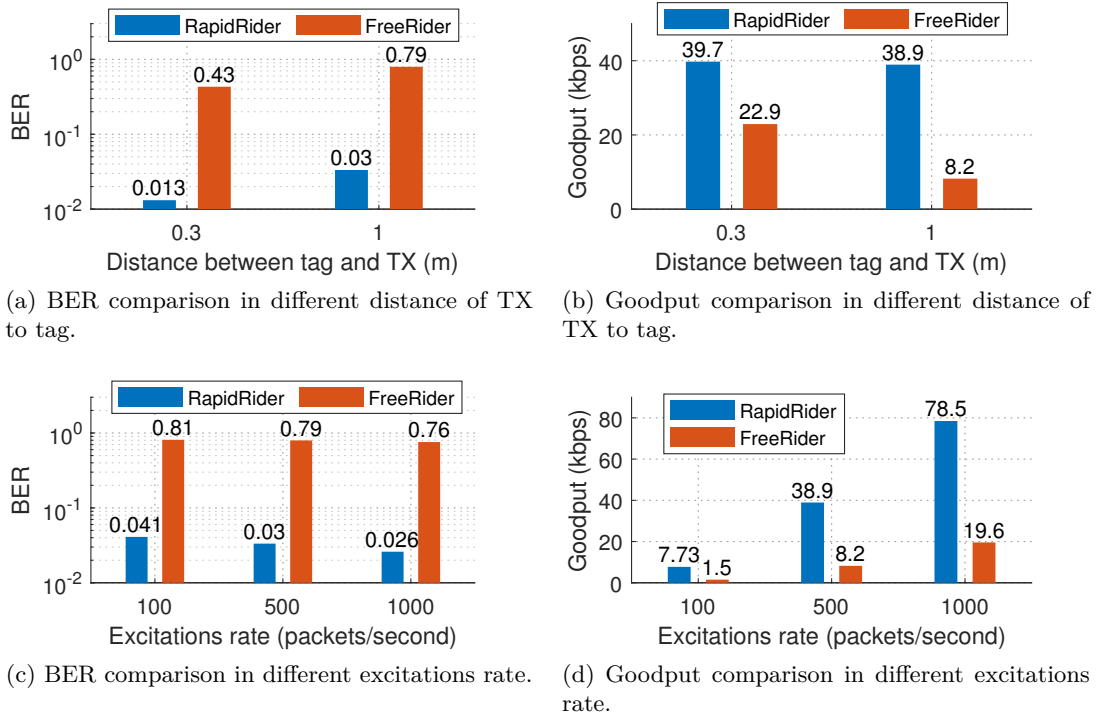 RapidRider FreeRider
10^0
10^-1
10^-2
BER
0.013
0.43
0.03
0.79
0.3 1
Distance between tag and TX (m)
(a) BER comparison in different distance of TX
to tag.
RapidRider FreeRider
40
20
0
Goodput (kbps)
39.7
22.9
38.9
8.2
0.3 1
Distance between tag and TX (m)
(b) Goodput comparison in different distance of
TX to tag.
RapidRider FreeRider
10^0
10^-1
10^-2
BER
0.041
0.81
0.03
0.79
0.026
0.76
100 500 1000
Excitations rate (packets/second)
(c) BER comparison in different excitations rate.
RapidRider
FreeRider
80
60
40
20
0
Goodput (kbps)
7.73
1.5
38.9
8.2
78.5
19.6
100 500 1000
Excitations rate (packets/second)
(d) Goodput comparison in different excitations
rate.